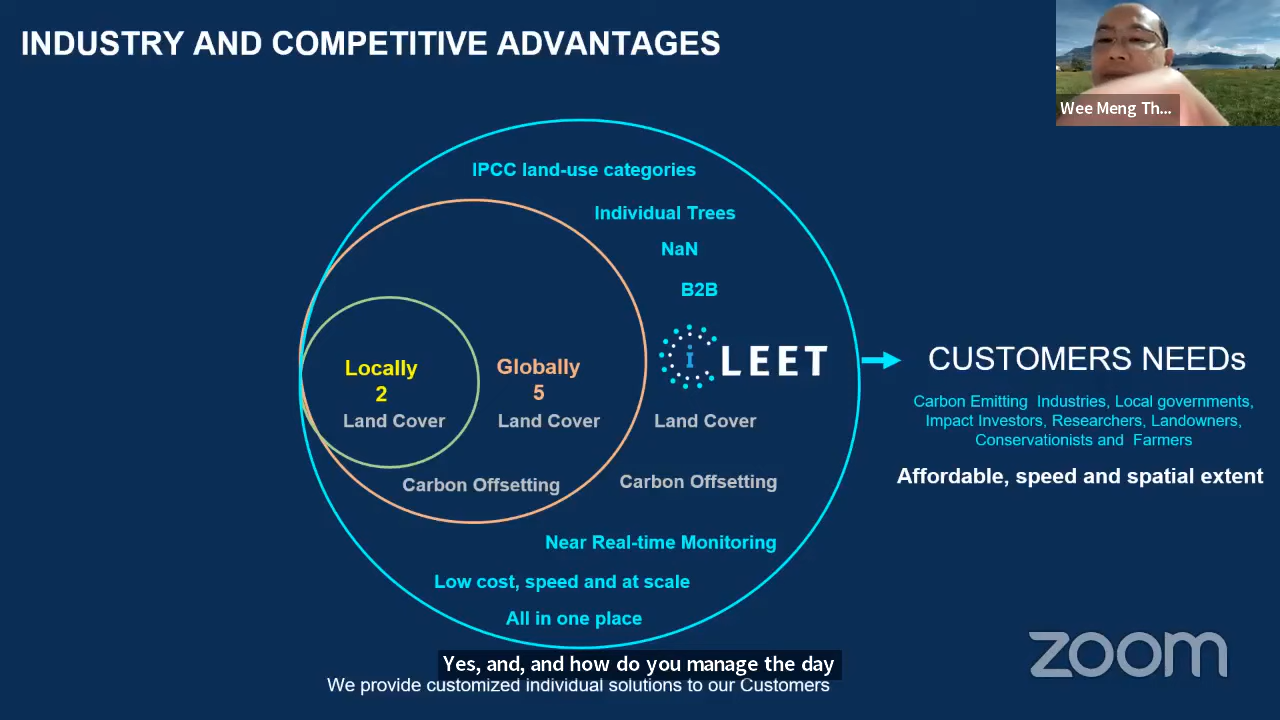 INDUSTRY AND COMPETITIVE ADVANTAGES
Wee Meng Th...
IPCC land-use categories
Individual Trees
NaN
B2B
i LEET
Locally
2
Land Cover
Globally
5
Land Cover
Land Cover
Carbon Offsetting
Carbon Offsetting
Near Real-time Monitoring
Low cost, speed and at scale
All in one place
CUSTOMERS NEEDs
Carbon Emitting Industries, Local governments,
Impact Investors, Researchers, Landowners,
Conservationists and Farmers
Affordable, speed and spatial extent
zoom
Yes, and, and how do you manage the day
We provide customized individual solutions to our Customers